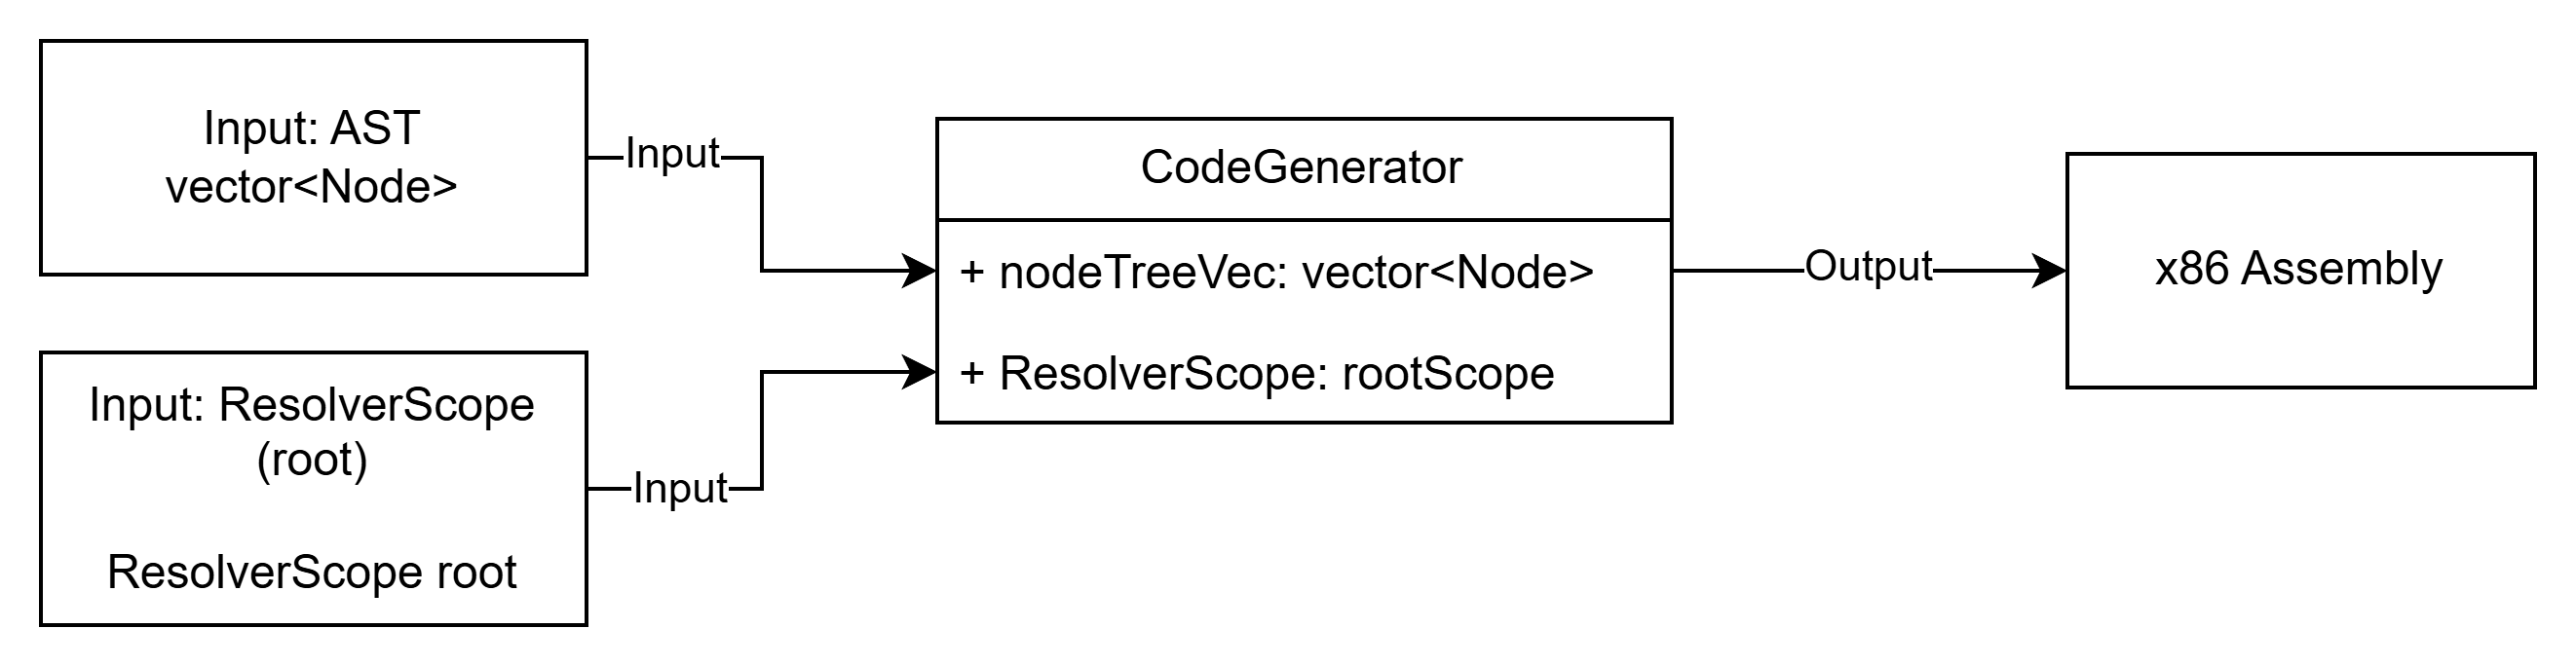 Input: AST
vector<Node>
Input
Input: ResolverScope
(root)
ResolverScope root
Input
CodeGenerator
+ nodeTreeVec: vector<Node>
+ ResolverScope: rootScope
Output
x86 Assembly